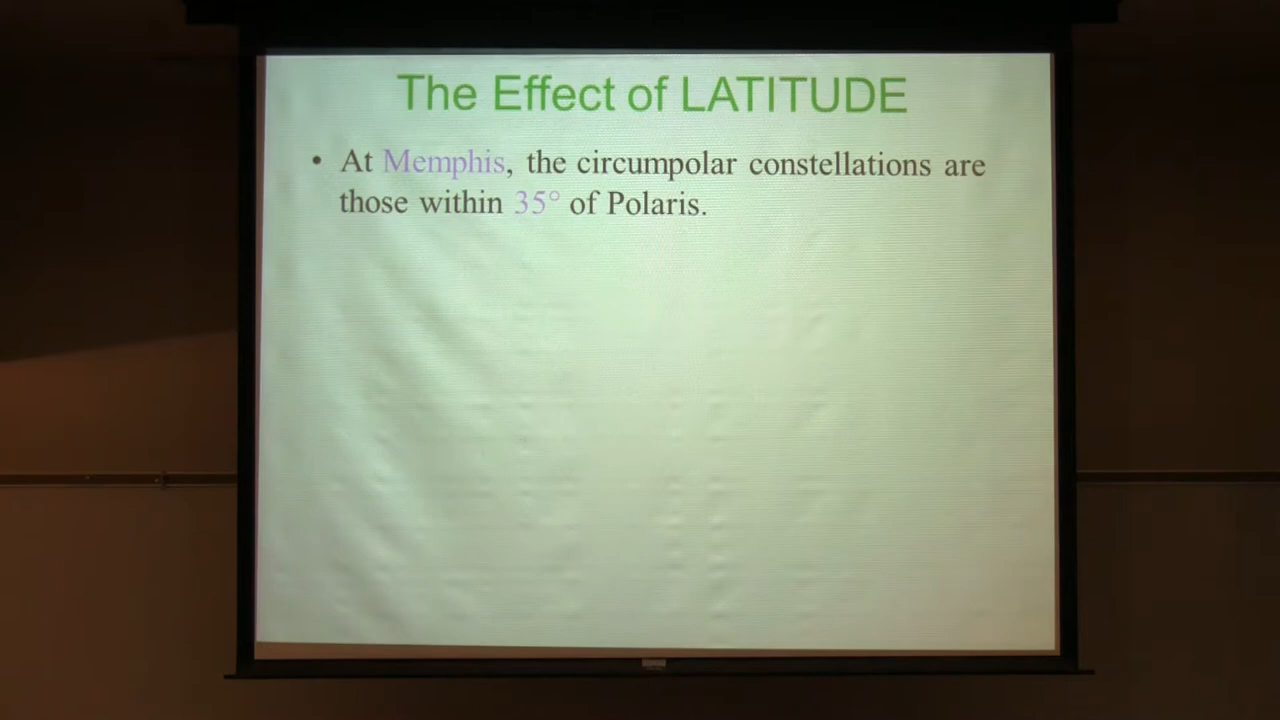 The Effect of LATITUDE
• At Memphis, the circumpolar constellations are
those within 35° of Polaris.